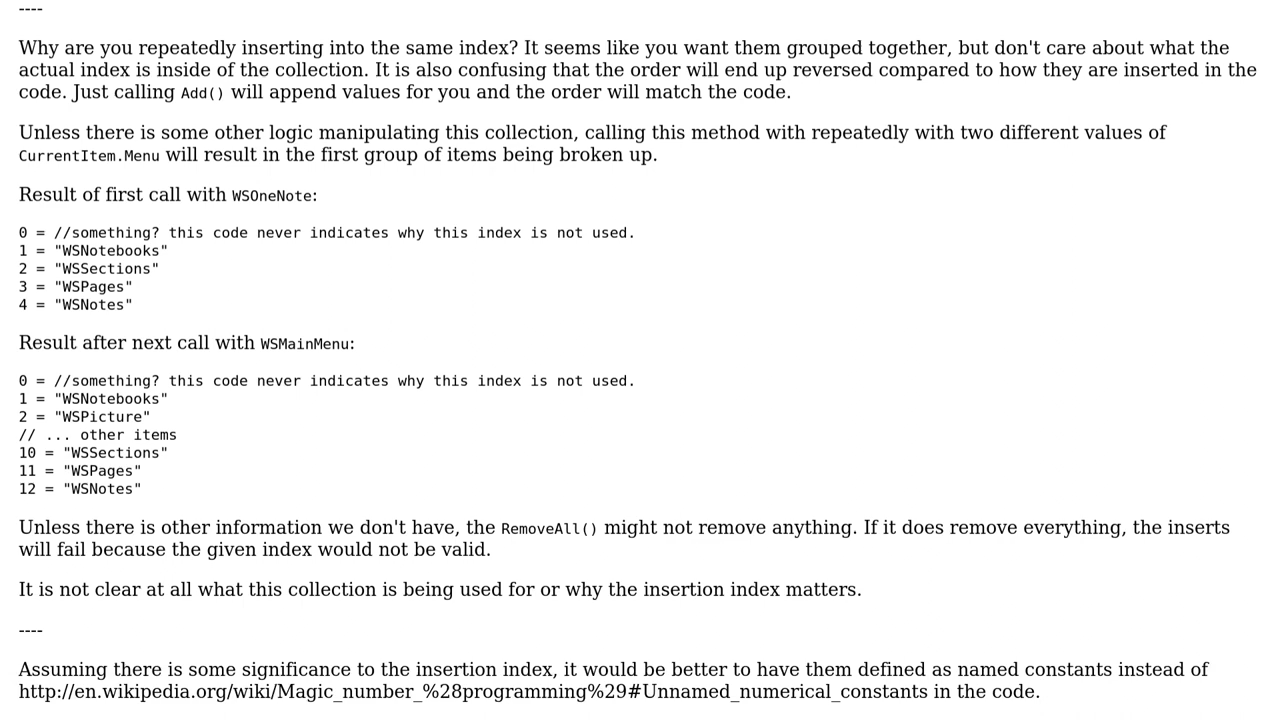 ----
Why are you repeatedly inserting into the same index? It seems like you want them grouped together, but don't care about what the
actual index is inside of the collection. It is also confusing that the order will end up reversed compared to how they are inserted in the
code. Just calling Add() will append values for you and the order will match the code.
Unless there is some other logic manipulating this collection, calling this method with repeatedly with two different values of
CurrentItem.Menu will result in the first group of items being broken up.
Result of first call with WSOneNote:
0 = //something? this code never indicates why this index is not used.
1 = "WSNotebooks"
2 = "WSSections"
3 = "WSPages"
4 = "WSNotes"
Result after next call with WSMainMenu:
0 = //something? this code never indicates why this index is not used.
1 = "WSNotebooks"
2 = "WSPicture"
// ... other items
10 = "WSSections"
11 = "WSPages"
12 = "WSNotes"
Unless there is other information we don't have, the RemoveAll() might not remove anything. If it does remove everything, the inserts
will fail because the given index would not be valid.
It is not clear at all what this collection is being used for or why the insertion index matters.
----
Assuming there is some significance to the insertion index, it would be better to have them defined as named constants instead of
http://en.wikipedia.org/wiki/Magic_number_%28programming%29#Unnamed_numerical_constants in the code.